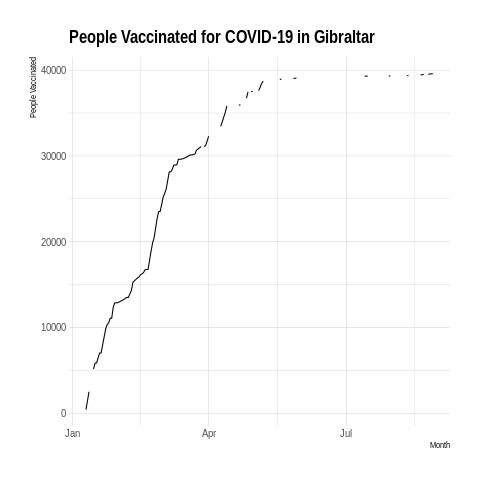 People Vaccinated for COVID-19 in Gibraltar
People Vaccinated
40000
30000
20000
10000
0
Jan
Apr
Jul
Month